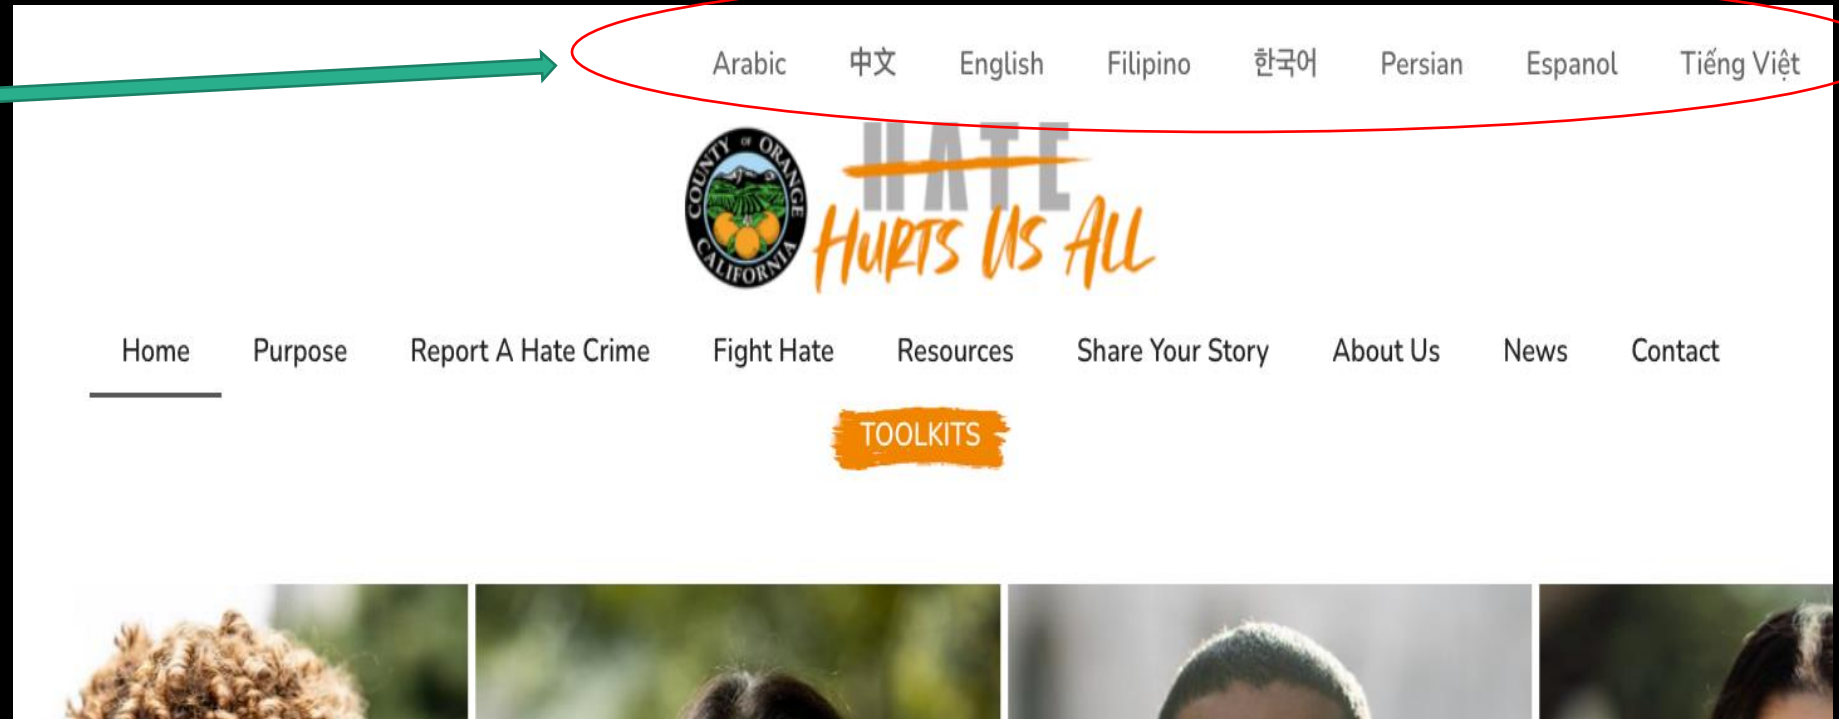 Arabic 中文 English Filipino 한국어 Persian Espanol Tiếng Việt
COUNTY OF ORANGE
CALIFORNIA
HATE
HURTS US ALL
Home Purpose Report A Hate Crime Fight Hate Resources Share Your Story About Us News Contact
TOOLKITS